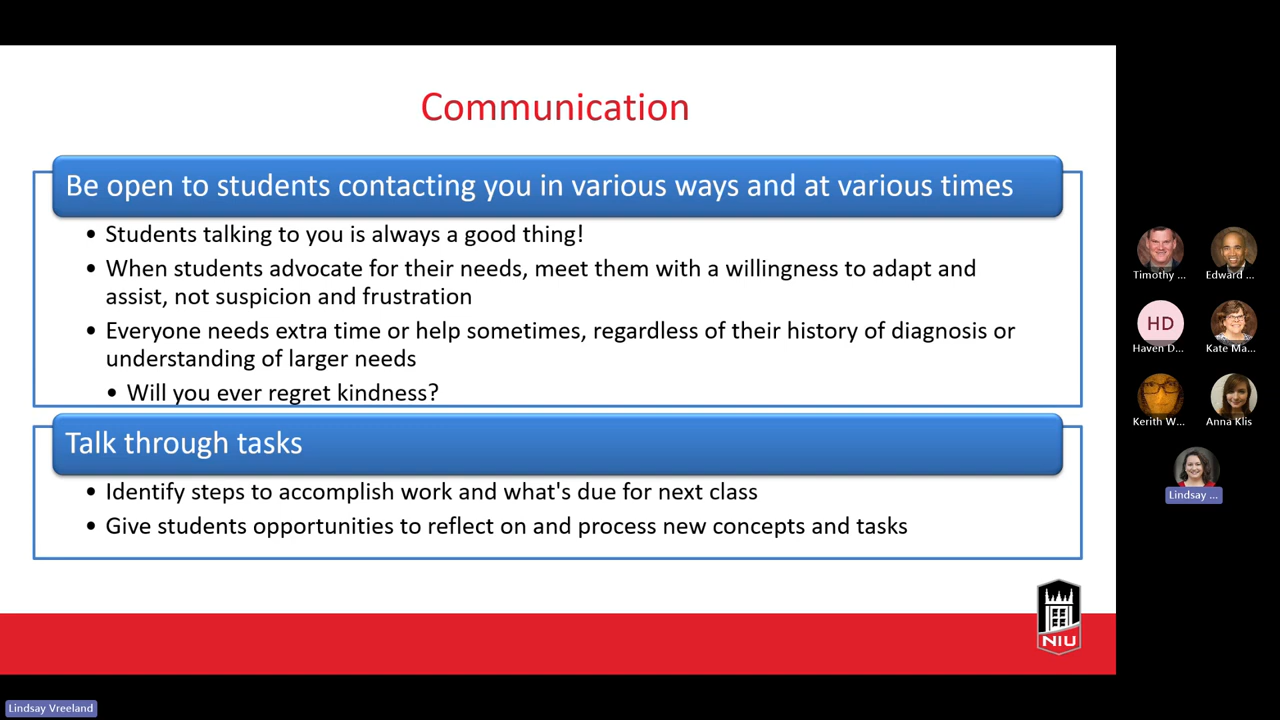 Communication
Be open to students contacting you in various ways and at various times
• Students talking to you is always a good thing!
• When students advocate for their needs, meet them with a willingness to adapt and
assist, not suspicion and frustration
• Everyone needs extra time or help sometimes, regardless of their history of diagnosis or
understanding of larger needs
• Will you ever regret kindness?
Talk through tasks
• Identify steps to accomplish work and what's due for next class
• Give students opportunities to reflect on and process new concepts and tasks
NIU
Timothy ...
Edward ...
HD
Haven D...
Kate Ma...
Kerith W...
Anna Klis
Lindsay ...
Lindsay Vreeland